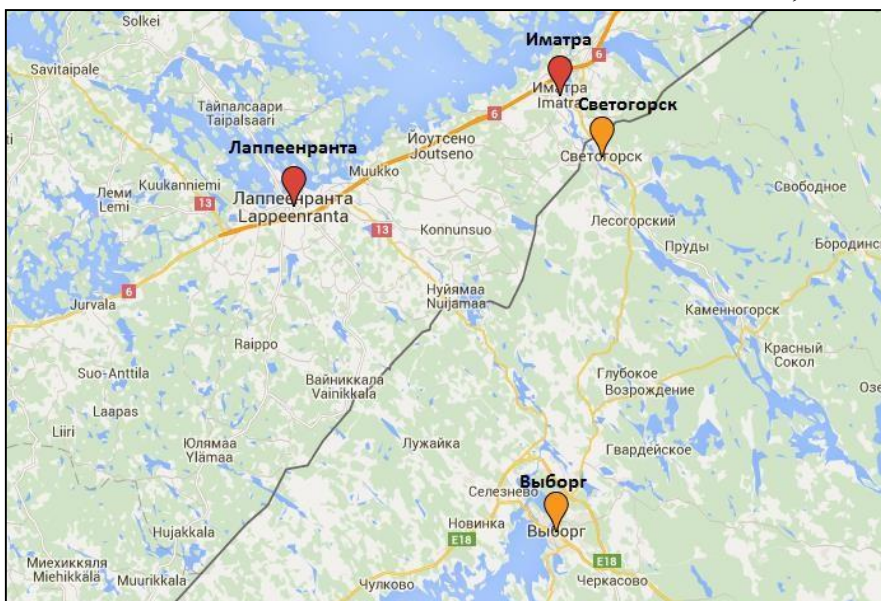 Solkei
Иматра
6
Savitaipale
Иматра
Imatra
Тайпалсаари
Taipalsaari
Светогорск
6
Йоутсено
Joutseno
Светогорск
Лаппеенранта
Muukko
Свободное
Леми
Lemi
Kuukanniemi
13
Лаппеенранта
Lappeenranta
Лесогорский
13
Konnunsuo
Пруды
Бородинс
Нуйямаа
Nuijamaa
6
Jurvala
Каменногорск
Raippo
Красный
Сокол
Суо-Anttila
Вайниккала
Vainikkala
Глубокое
Возрождение
Озе
Laapas
Liiri
Юлямаа
Ylämaa
Лужайка
Гвардейское
Выборг
Селезнево
Hujakkala
Новинка
Выборг
E18
E18
Миехиккяля
Miehikkälä
Muurikkala
Чулково
Черкасово